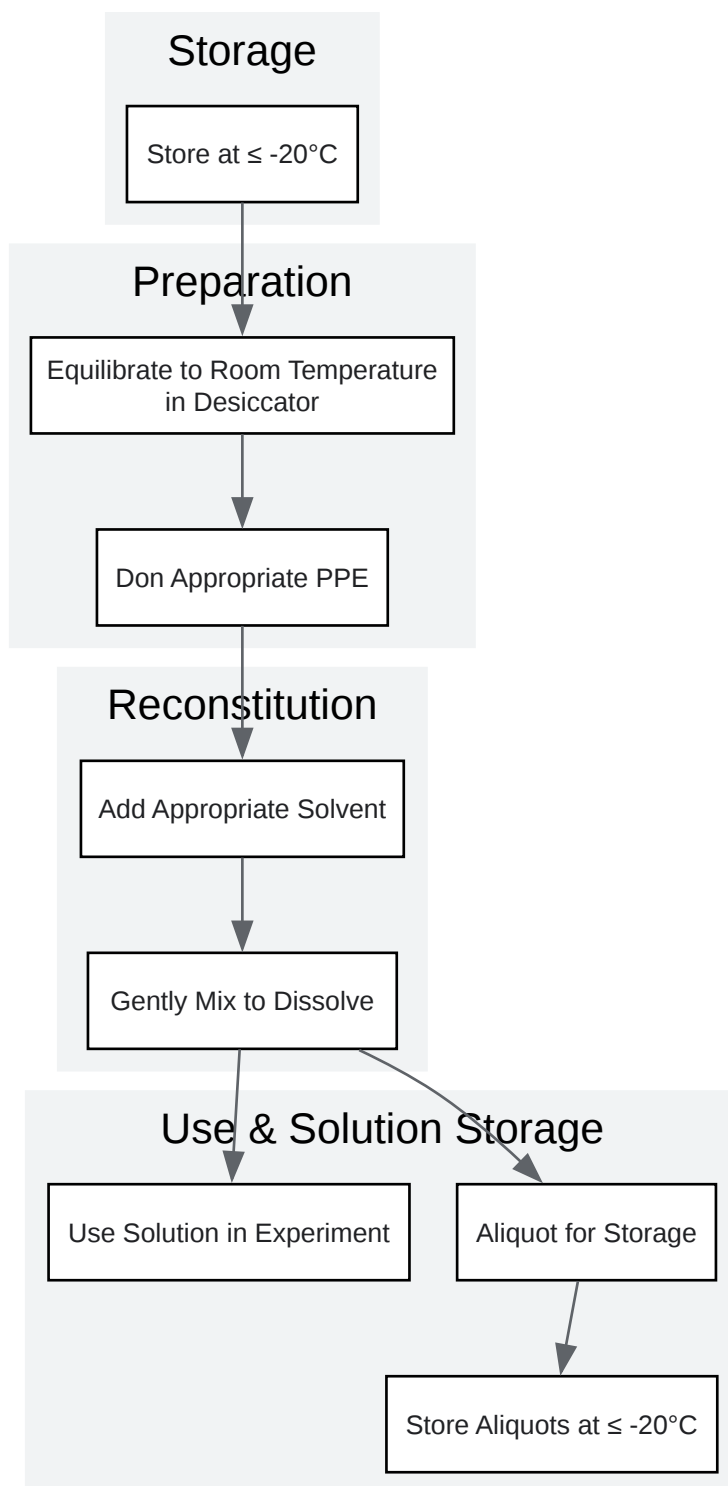 Storage
Store at ≤ -20°C
Preparation
Equilibrate to Room Temperature
in Desiccator
Don Appropriate PPE
Reconstitution
Add Appropriate Solvent
Gently Mix to Dissolve
Use & Solution Storage
Use Solution in Experiment
Aliquot for Storage
Store Aliquots at ≤ -20°C